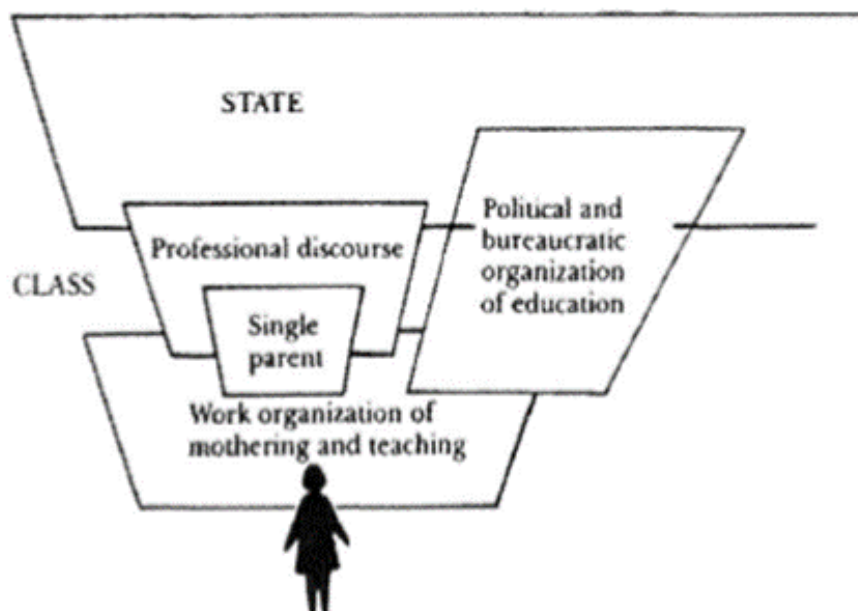 STATE
Political and
bureaucratic
organization
of education
Professional discourse
CLASS
Single
parent
Work organization of
mothering and teaching